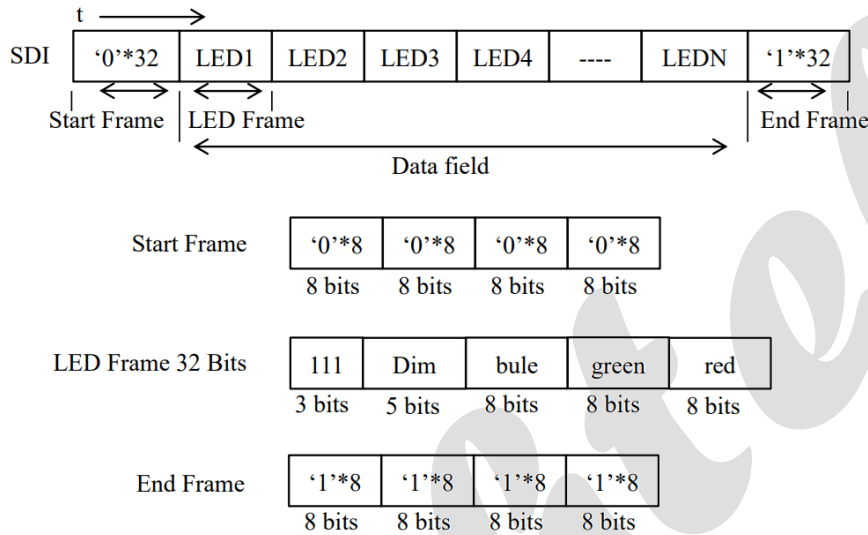 t
SDI ‘0’*32 LED1 LED2 LED3 LED4 ---- LEDN ‘1’*32
Start Frame LED Frame End Frame
Data field
Start Frame ‘0’*8 ‘0’*8 ‘0’*8 ‘0’*8
8 bits 8 bits 8 bits 8 bits
LED Frame 32 Bits 111 Dim bule green red
3 bits 5 bits 8 bits 8 bits 8 bits
End Frame ‘1’*8 ‘1’*8 ‘1’*8 ‘1’*8
8 bits 8 bits 8 bits 8 bits